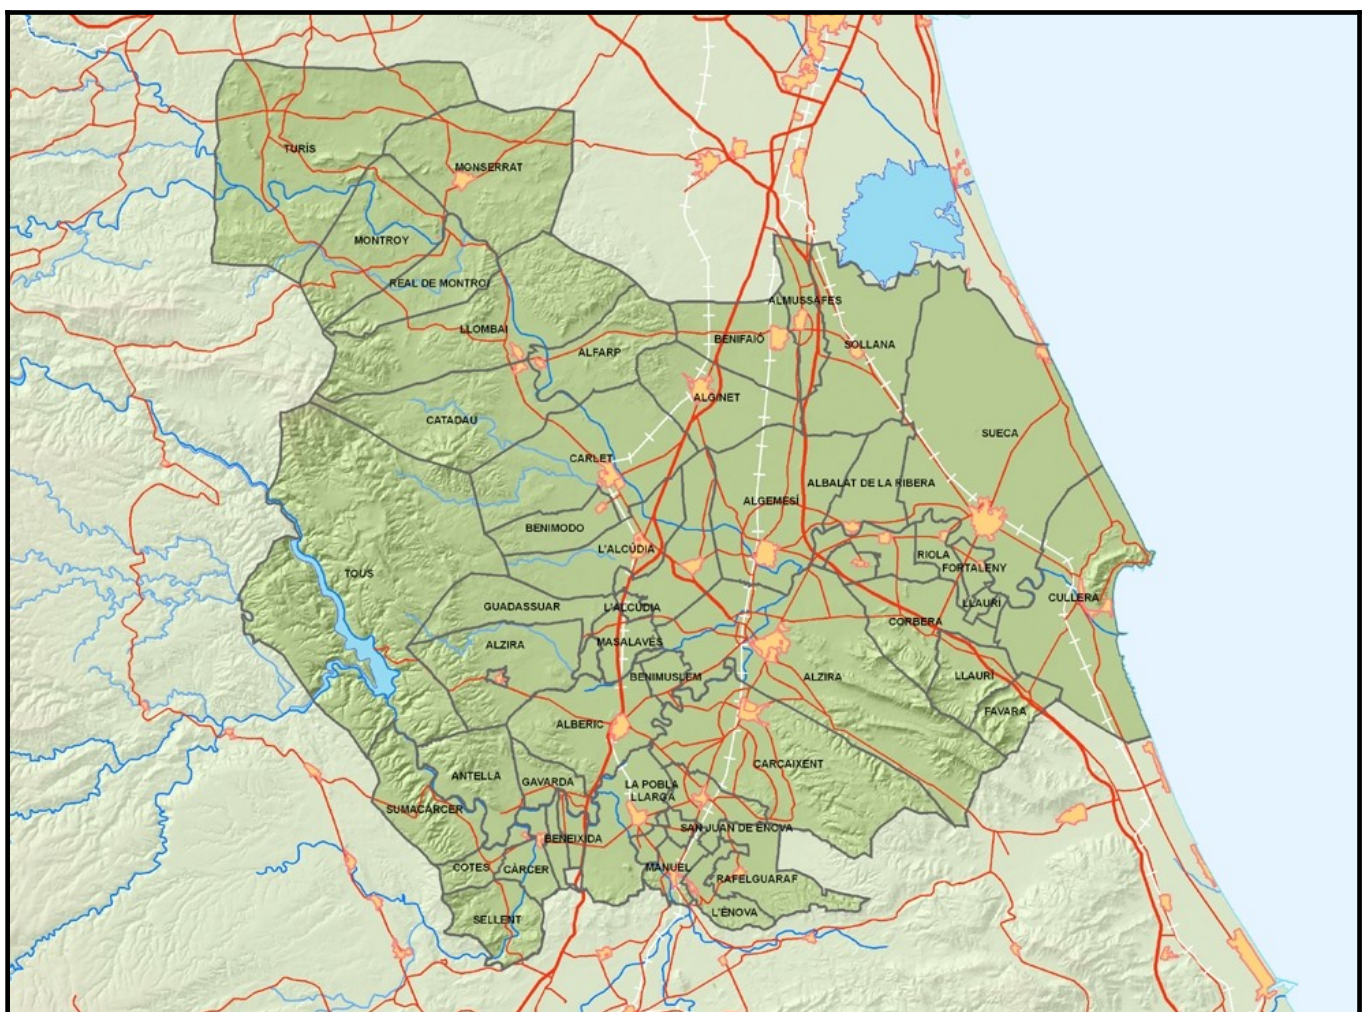 TURÍS
MONSERRAT
MONTROY
REAL DE MONTROI
ALMUSSAFES
LLOMBAI
BENIFAIÓ
SOLLANA
ALFARP
ALGINET
CATADAU
SUECA
CARLET
ALBALAT DE LA RIBERA
ALGEMESÍ
BENIMODO
L'ALCÚDIA
RIOLA
FORTALENY
TOUS
CULLERA
GUADASSUAR
L'ALCÚDIA
LLAURÍ
CORBERA
ALZIRA
MASALAVÉS
BENIMUSLEM
ALZIRA
LLAURÍ
FAVARA
ALBERIC
CARCAIXENT
ANTELLA
GAVARDA
LA POBLA
LLARGA
SUMACÀRCER
SAN JUAN DE ÉNOVA
BENEIXIDA
COTES
CÀRCER
MANUEL
RAFELGUARAF
L'ÈNOVA
SELLENT